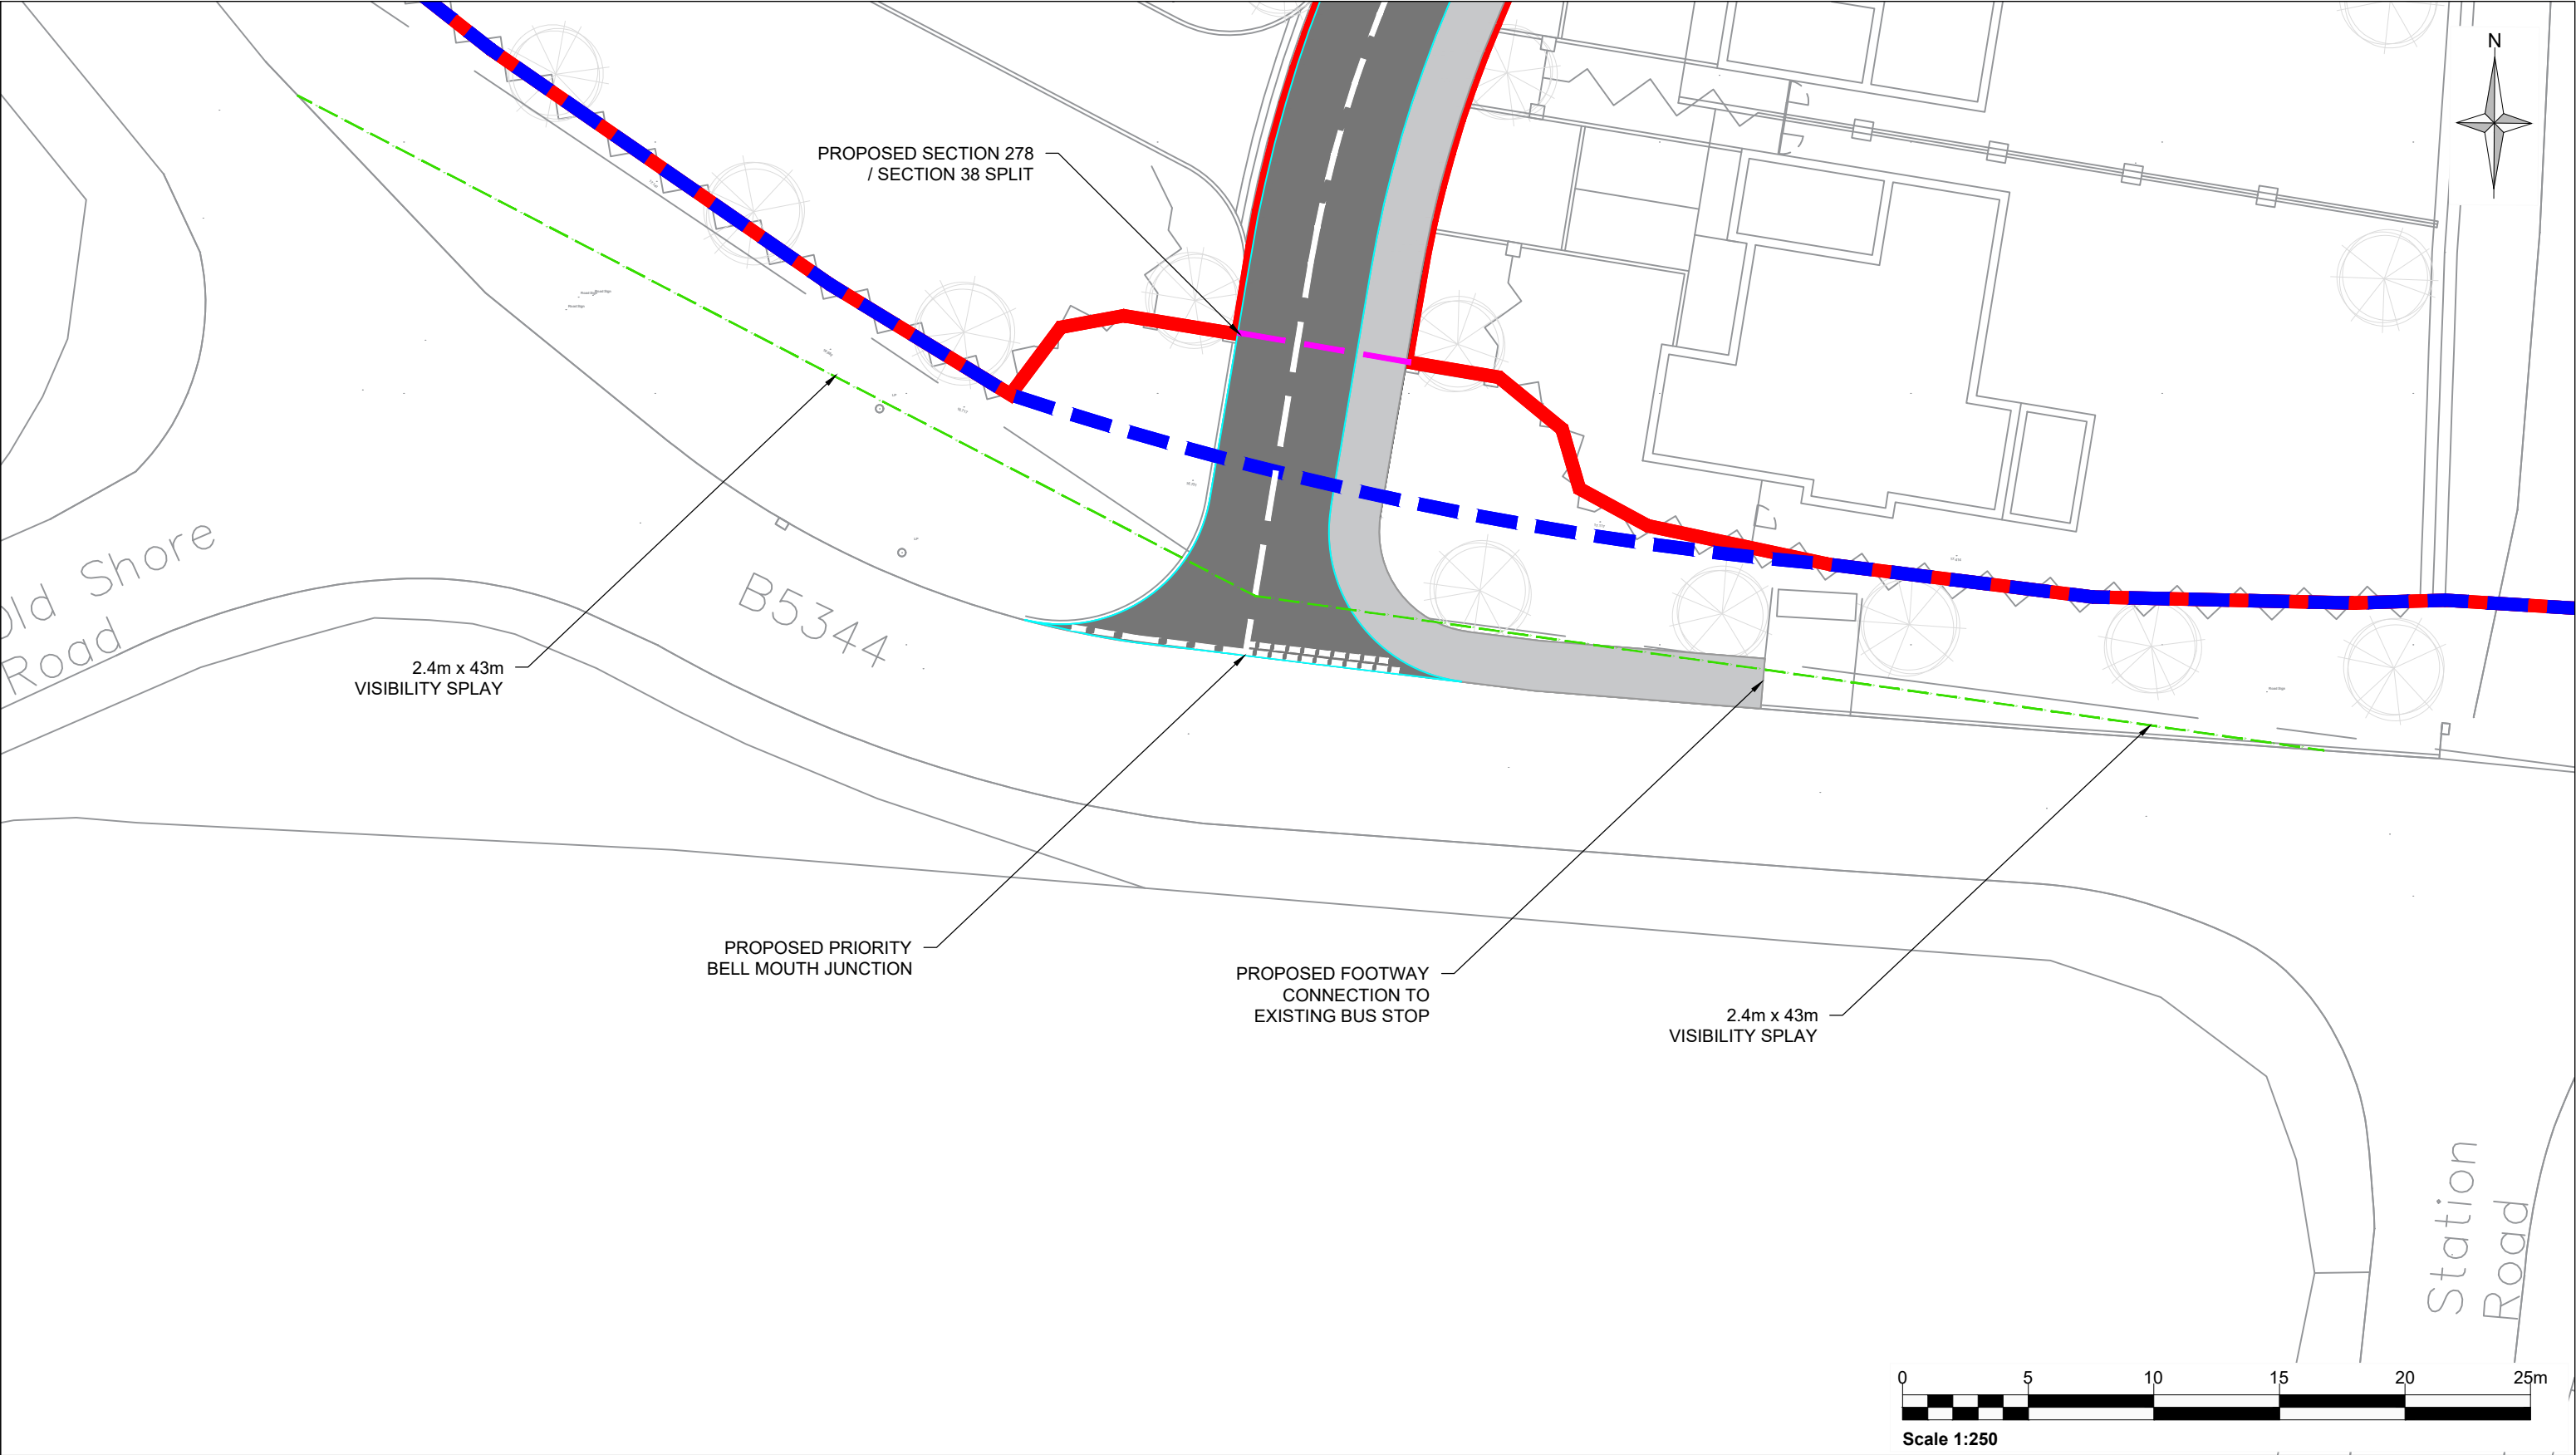 N
PROPOSED SECTION 278
/ SECTION 38 SPLIT
Old Shore
Road
B5344
2.4m x 43m
VISIBILITY SPLAY
PROPOSED PRIORITY
BELL MOUTH JUNCTION
PROPOSED FOOTWAY
CONNECTION TO
EXISTING BUS STOP
2.4m x 43m
VISIBILITY SPLAY
Station
Road
0 5 10 15 20 25m
Scale 1:250